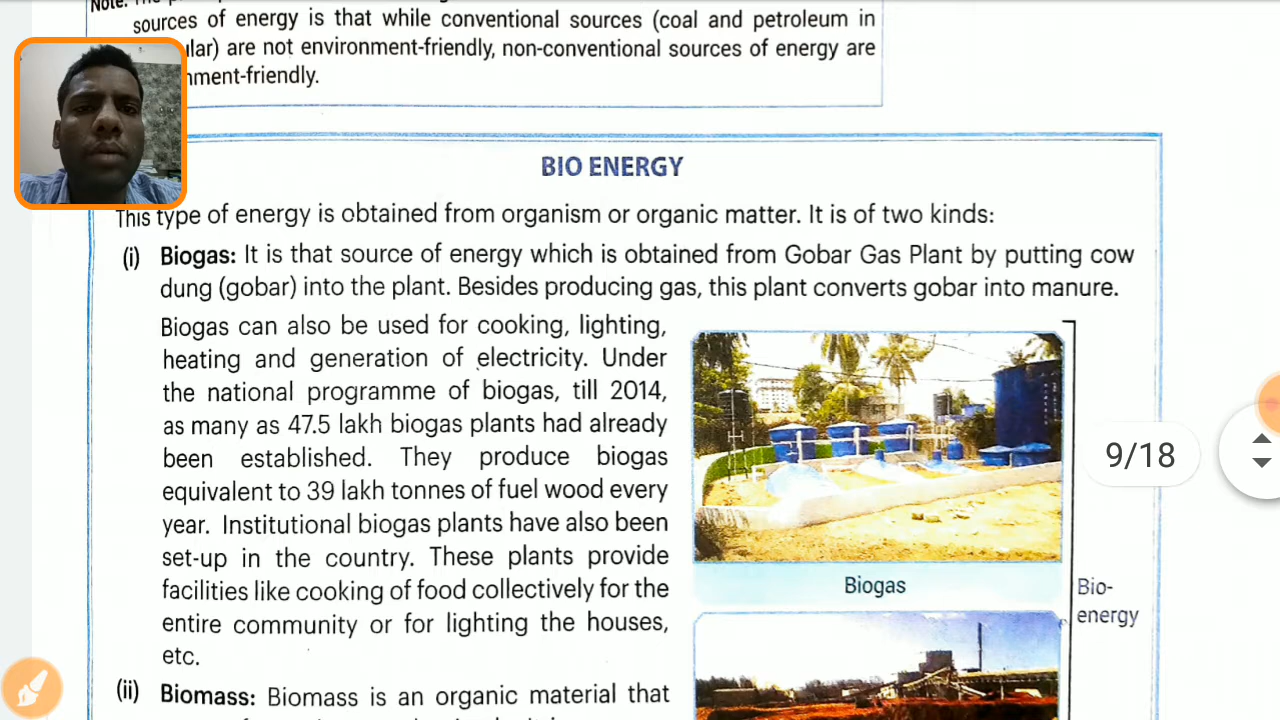 Note:
sources of energy is that while conventional sources (coal and petroleum in
lar) are not environment-friendly, non-conventional sources of energy are
nment-friendly.
BIO ENERGY
This type of energy is obtained from organism or organic matter. It is of two kinds:
(i) Biogas: It is that source of energy which is obtained from Gobar Gas Plant by putting cow
dung (gobar) into the plant. Besides producing gas, this plant converts gobar into manure.
Biogas can also be used for cooking, lighting,
heating and generation of electricity. Under
the national programme of biogas, till 2014,
as many as 47.5 lakh biogas plants had already
been established. They produce biogas
equivalent to 39 lakh tonnes of fuel wood every
year. Institutional biogas plants have also been
set-up in the country. These plants provide
facilities like cooking of food collectively for the
entire community or for lighting the houses,
etc.
Biogas
Bio-
energy
(ii) Biomass: Biomass is an organic material that
9/18